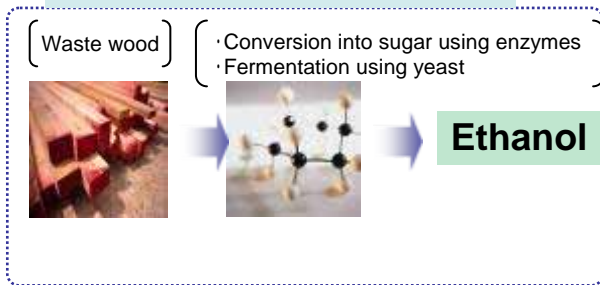 Waste wood
·Conversion into sugar using enzymes
·Fermentation using yeast
Ethanol